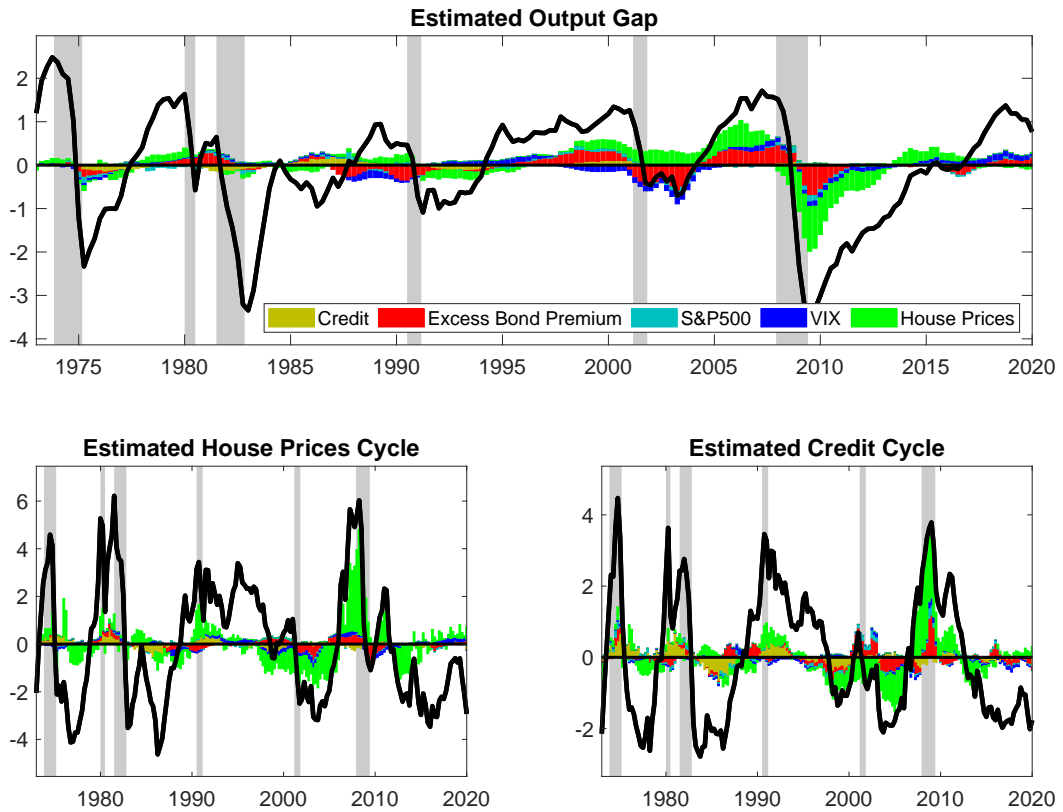 Estimated Output Gap
2
1
0
-1
-2
-3
-4
Credit Excess Bond Premium S&P500 VIX House Prices
1975 1980 1985 1990 1995 2000 2005 2010 2015 2020
Estimated House Prices Cycle
6
4
2
0
-2
-4
1980 1990 2000 2010 2020
Estimated Credit Cycle
4
2
0
-2
1980 1990 2000 2010 2020